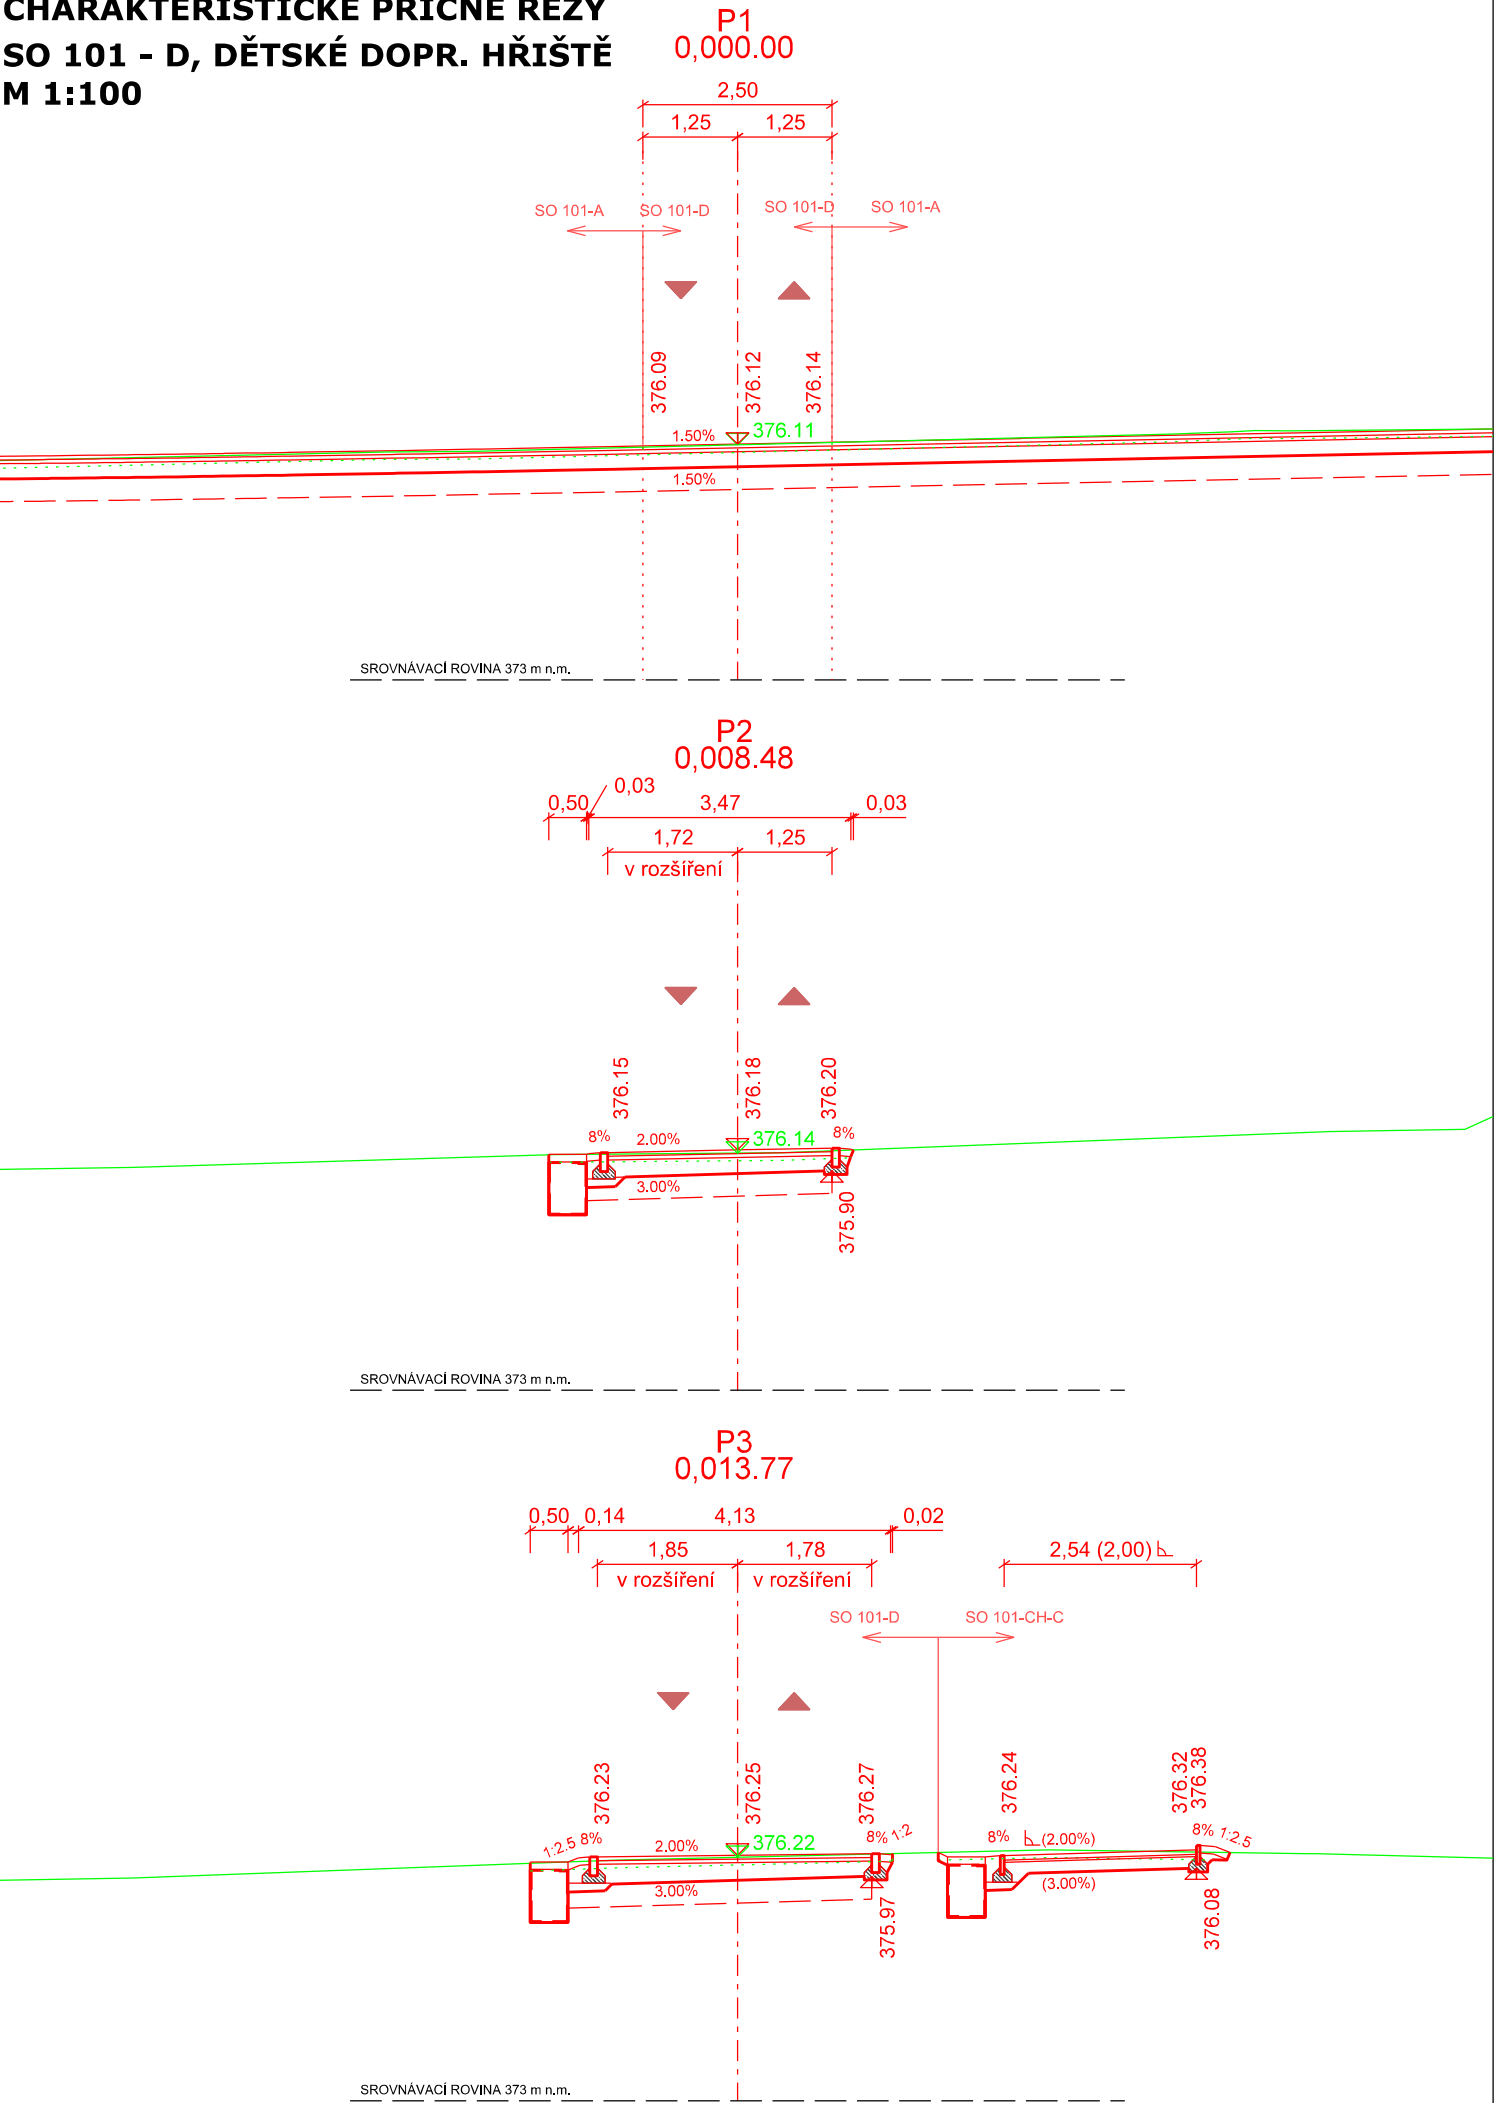 CHARAKTERISTICKÉ PŘÍČNÉ ŘEZY
SO 101 - D, DĚTSKÉ DOPR. HŘIŠTĚ
M 1:100
P1
0,000.00
2,50
1,25 1,25
SO 101-A SO 101-D SO 101-D SO 101-A
376.09 376.12 376.14
1.50% 376.11
1.50%
SROVNÁVACÍ ROVINA 373 m n.m.
P2
0,008.48
0,50 0,03 3,47 0,03
1,72 1,25
v rozšíření
376.15 376.18 376.20
8% 2.00% 376.14 8%
3.00%
375.90
SROVNÁVACÍ ROVINA 373 m n.m.
P3
0,013.77
0,50 0,14 4,13 0,02
1,85 1,78 2,54 (2,00)
v rozšíření v rozšíření
SO 101-D SO 101-CH-C
376.23 376.25 376.27 376.24 376.32 376.38
1:2.5 8% 2.00% 376.22 8% 1:2 8% (2.00%) 8% 1:2.5
3.00% (3.00%)
375.97 376.08
SROVNÁVACÍ ROVINA 373 m n.m.